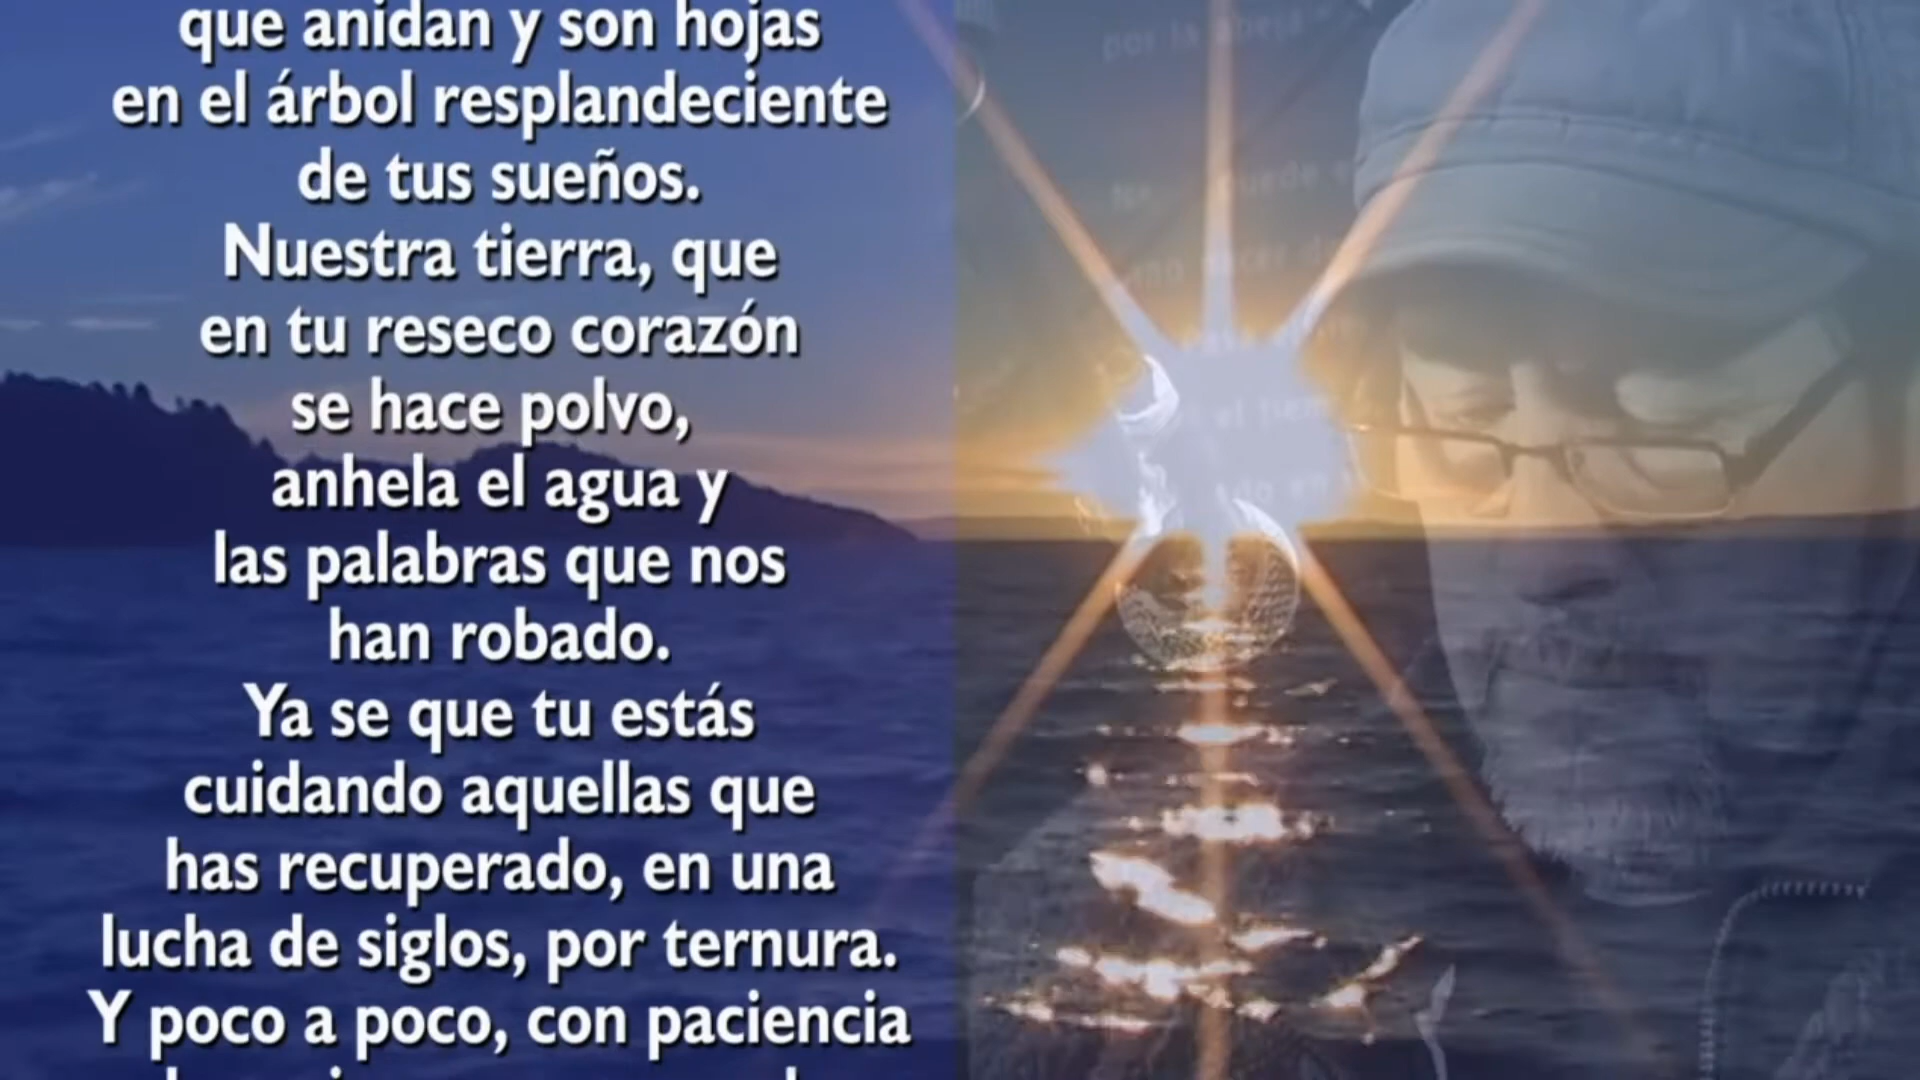 que anidan y son hojas
en el árbol resplandeciente
de tus sueños.
Nuestra tierra, que
en tu reseco corazón
se hace polvo,
anhela el agua y
las palabras que nos
han robado.
Ya se que tu estás
cuidando aquellas que
has recuperado, en una
lucha de siglos, por ternura.
Y poco a poco, con paciencia